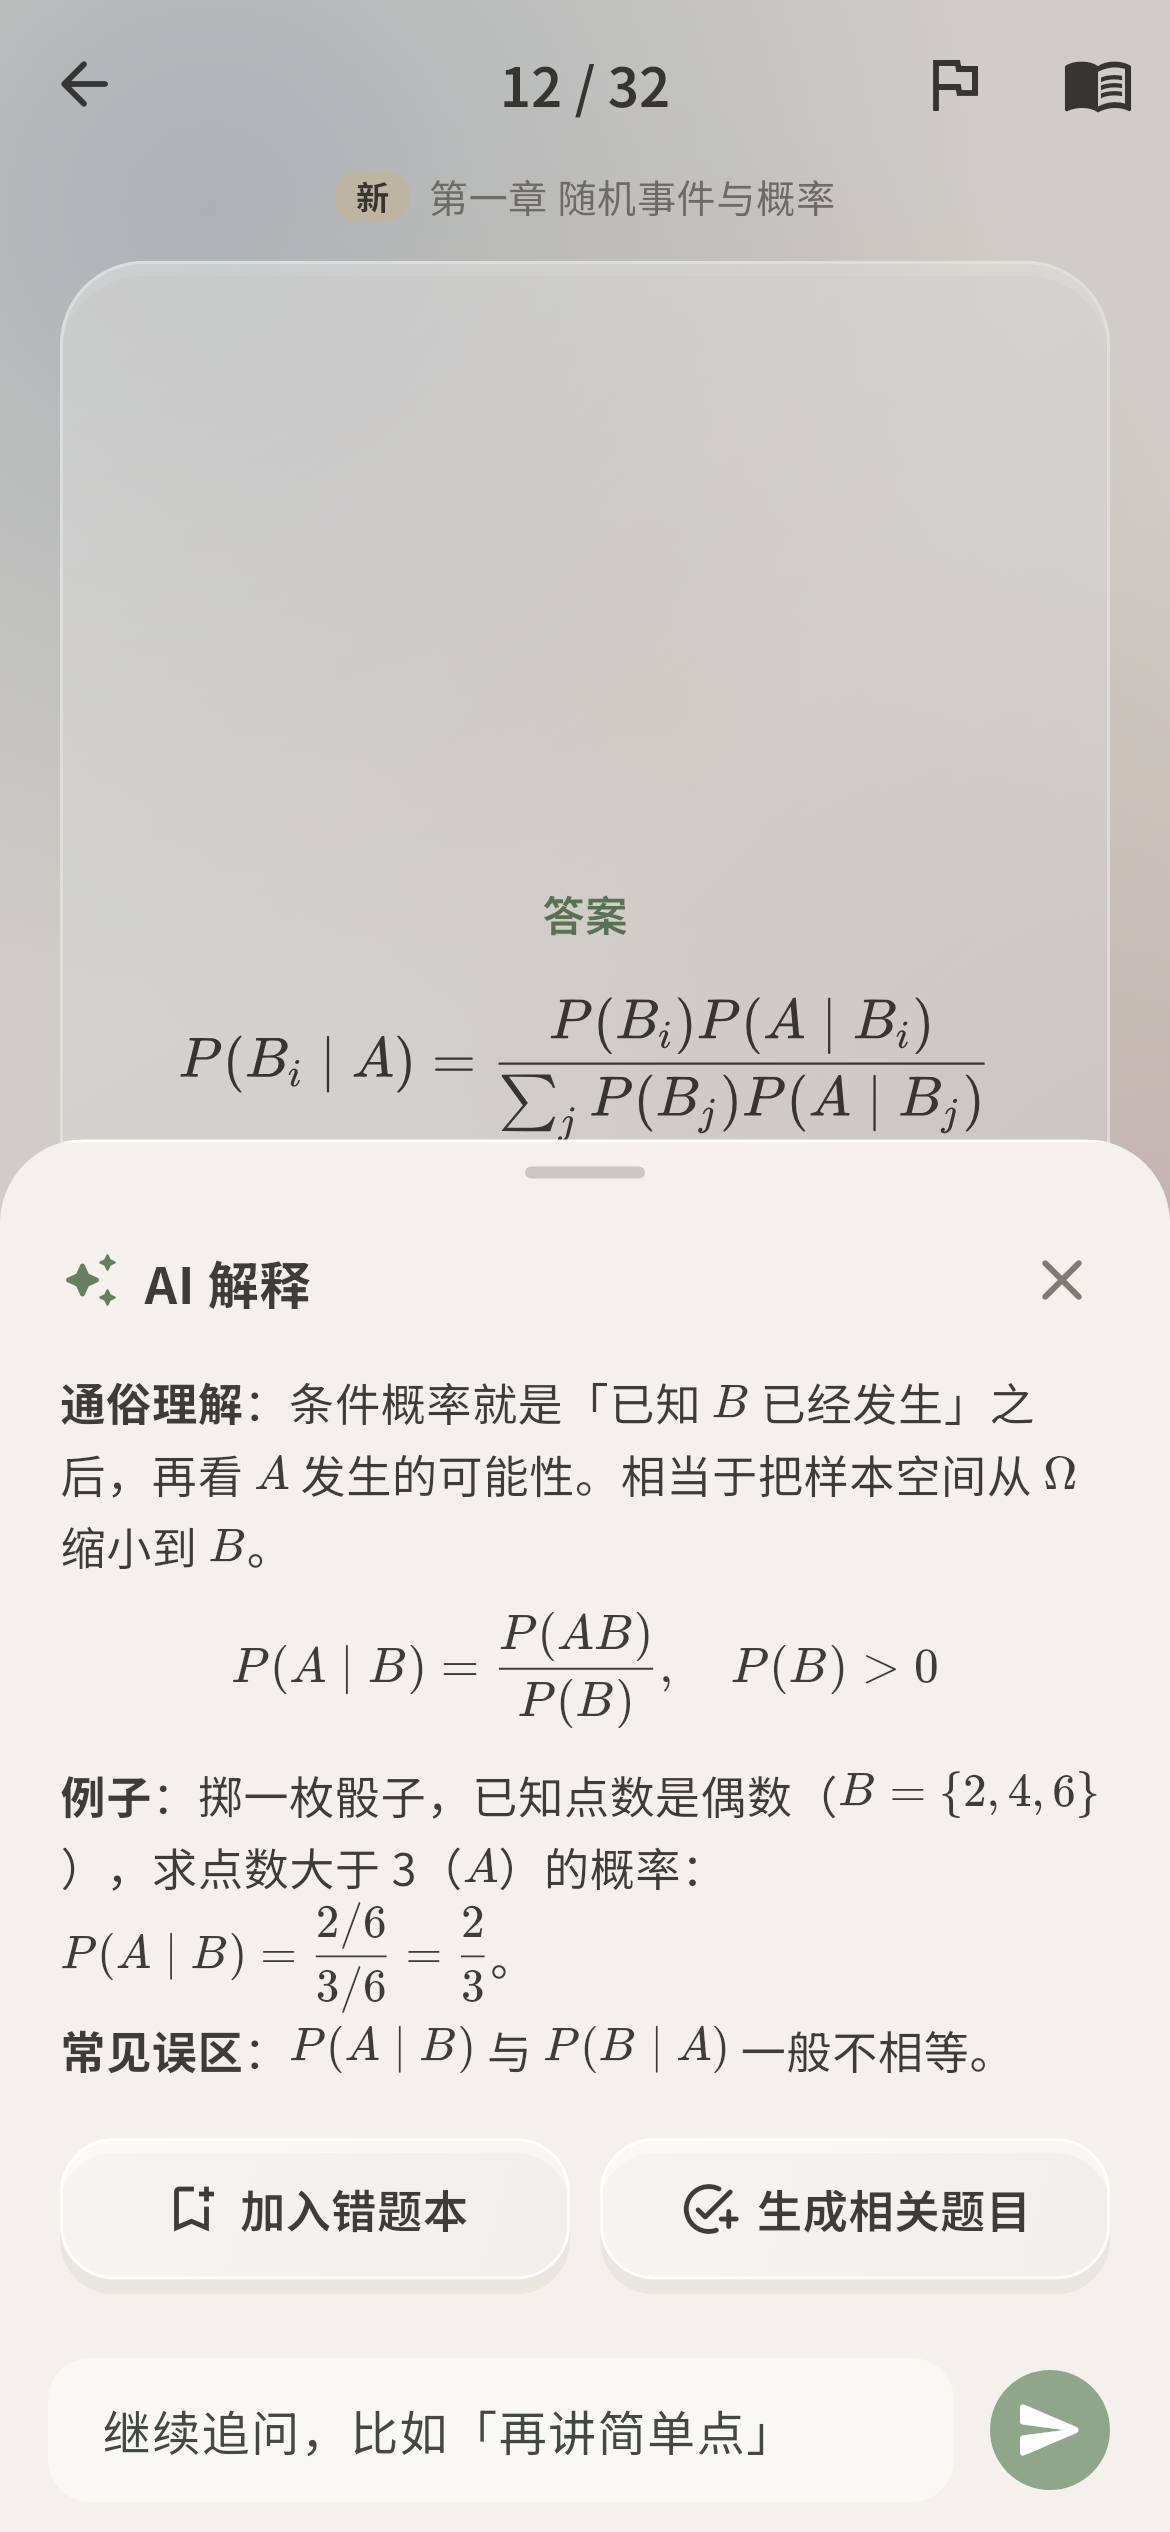 12 / 32
新 第一章 随机事件与概率
答案
P(B_i | A) = \frac{P(B_i)P(A | B_i)}{\sum_j P(B_j)P(A | B_j)}
AI 解释
通俗理解：条件概率就是「已知 B 已经发生」之
后，再看 A 发生的可能性。相当于把样本空间从 Ω
缩小到 B。
P(A | B) = \frac{P(AB)}{P(B)}, P(B) > 0
例子：掷一枚骰子，已知点数是偶数（B = {2, 4, 6}
），求点数大于 3（A）的概率：
P(A | B) = \frac{2/6}{3/6} = \frac{2}{3}。
常见误区：P(A | B) 与 P(B | A) 一般不相等。
加入错题本
生成相关题目
继续追问，比如「再讲简单点」